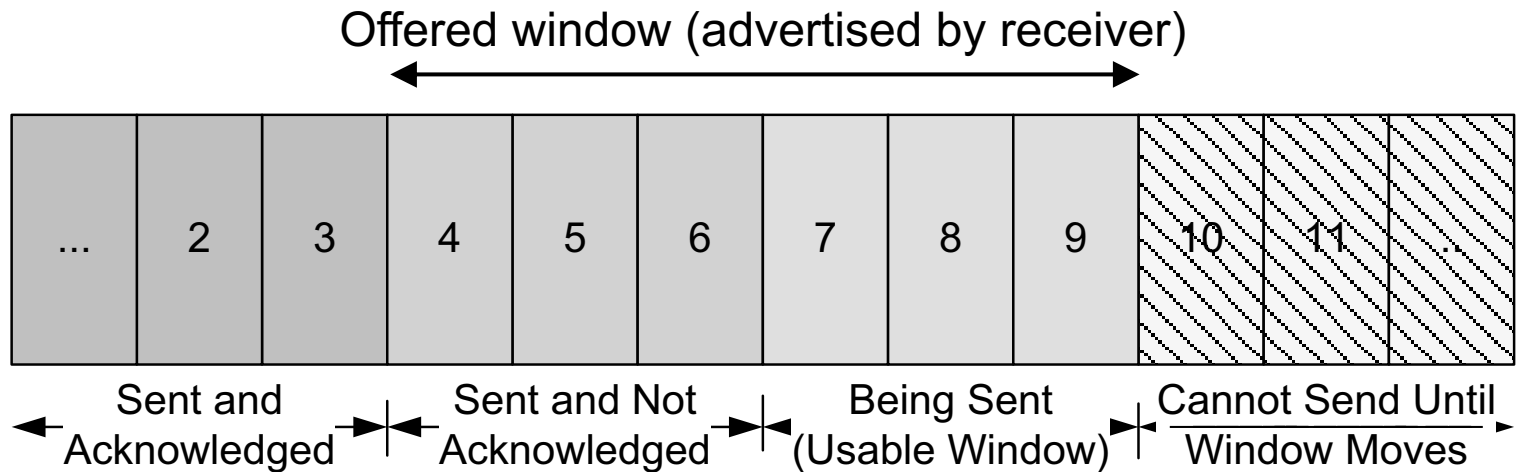 Offered window (advertised by receiver)
... 2 3 4 5 6 7 8 9 10 11 ..
Sent and
Acknowledged
Sent and Not
Acknowledged
Being Sent
(Usable Window)
Cannot Send Until
Window Moves